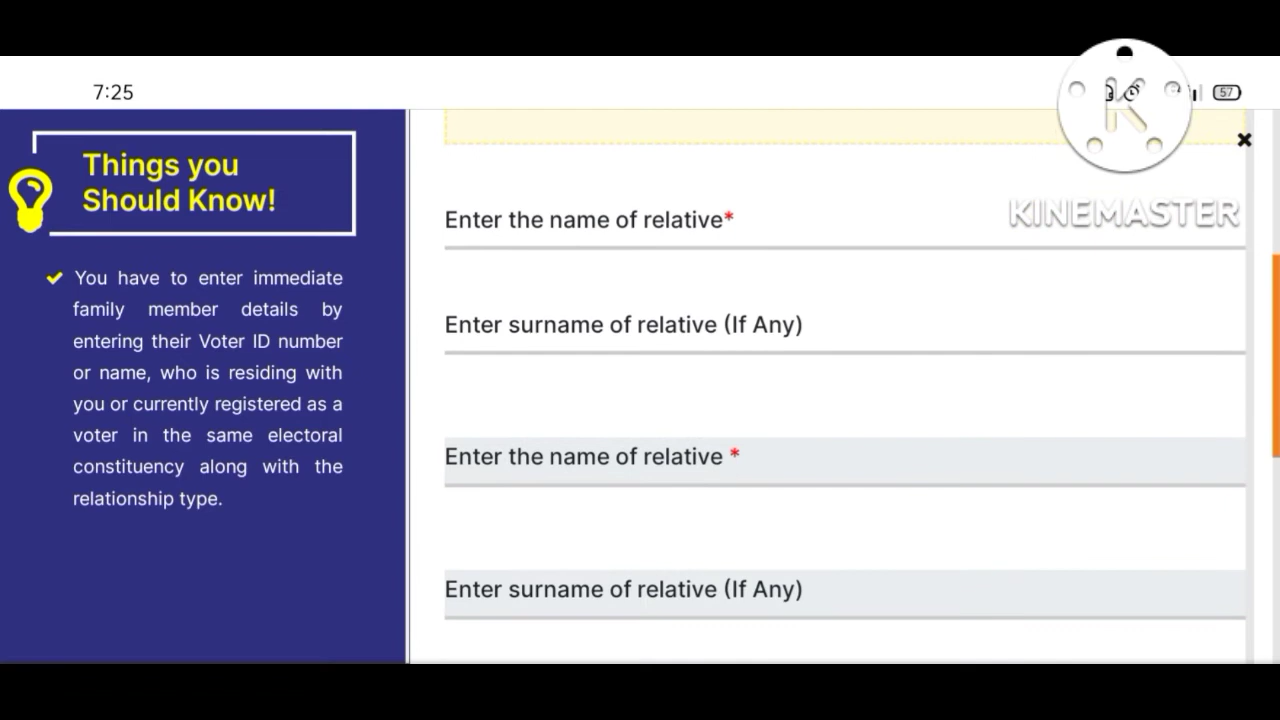 7:25
57
Things you
Should Know!
You have to enter immediate
family member details by
entering their Voter ID number
or name, who is residing with
you or currently registered as a
voter in the same electoral
constituency along with the
relationship type.
K
KINEMASTER
Enter the name of relative*
Enter surname of relative (If Any)
Enter the name of relative *
Enter surname of relative (If Any)